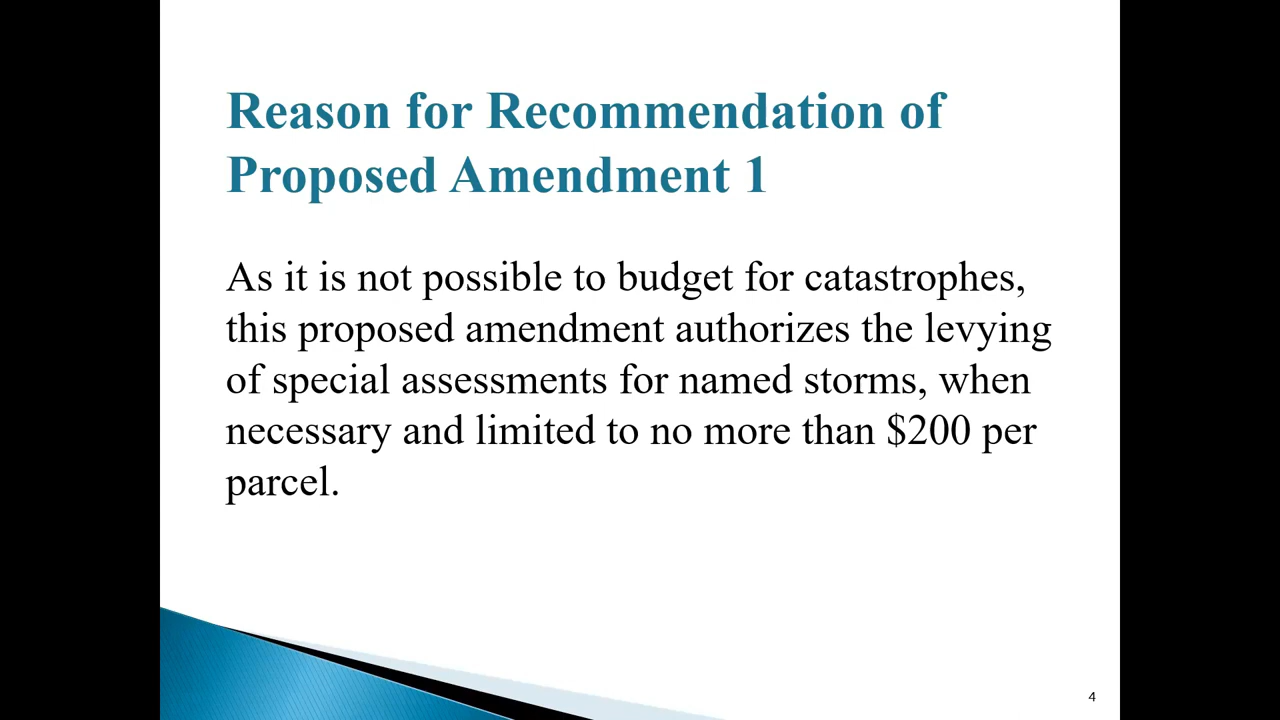 Reason for Recommendation of
Proposed Amendment 1
As it is not possible to budget for catastrophes,
this proposed amendment authorizes the levying
of special assessments for named storms, when
necessary and limited to no more than $200 per
parcel.
4